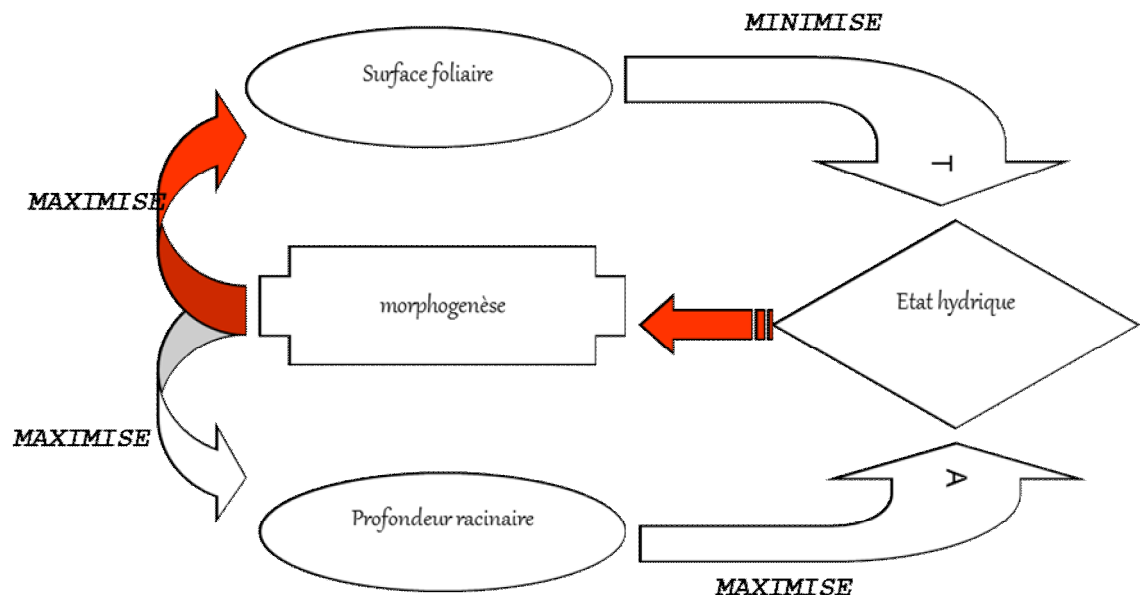 MINIMISE
Surface foliaire
T
MAXIMISE
morphogenèse
Etat hydrique
MAXIMISE
A
Profondeur racinaire
MAXIMISE